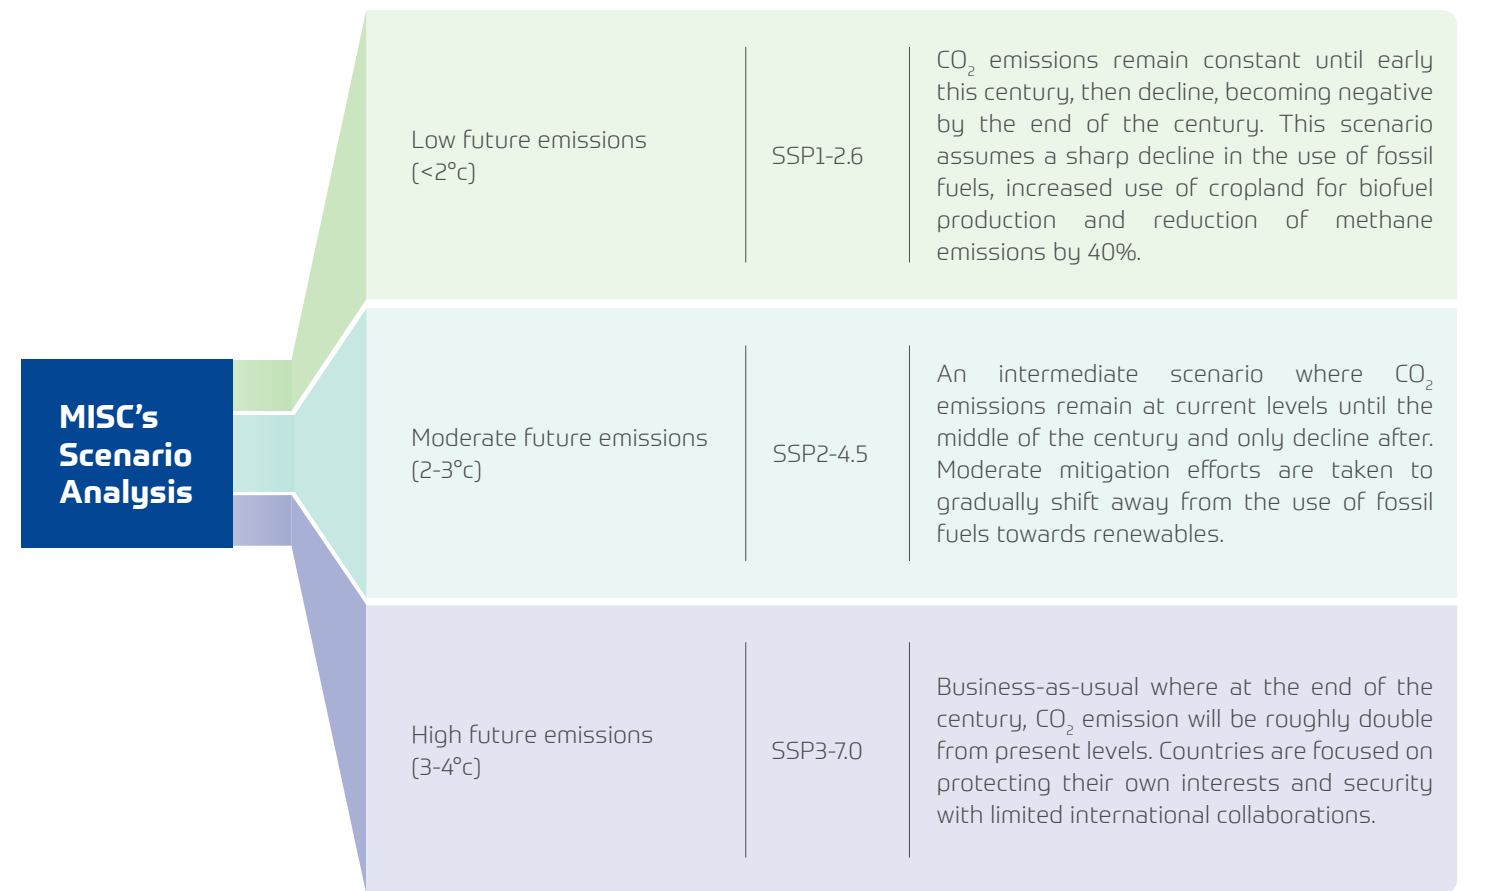 MISC's
Scenario
Analysis
Low future emissions
(<2°c)
SSP1-2.6
CO₂ emissions remain constant until early
this century, then decline, becoming negative
by the end of the century. This scenario
assumes a sharp decline in the use of fossil
fuels, increased use of cropland for biofuel
production and reduction of methane
emissions by 40%.
Moderate future emissions
(2-3°c)
SSP2-4.5
An intermediate scenario where CO₂
emissions remain at current levels until the
middle of the century and only decline after.
Moderate mitigation efforts are taken to
gradually shift away from the use of fossil
fuels towards renewables.
High future emissions
(3-4°c)
SSP3-7.0
Business-as-usual where at the end of the
century, CO₂ emission will be roughly double
from present levels. Countries are focused on
protecting their own interests and security
with limited international collaborations.